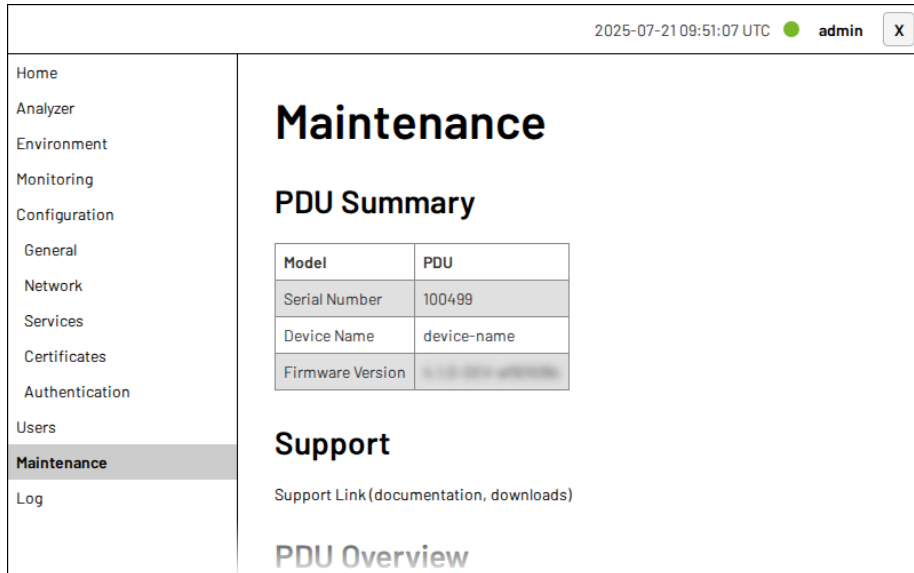 2025-07-21 09:51:07 UTC admin X
Home
Analyzer
Environment
Monitoring
Configuration
General
Network
Services
Certificates
Authentication
Users
Maintenance
Log
Maintenance
PDU Summary
Model PDU
Serial Number 100499
Device Name device-name
Firmware Version
Support
Support Link (documentation, downloads)
PDU Overview